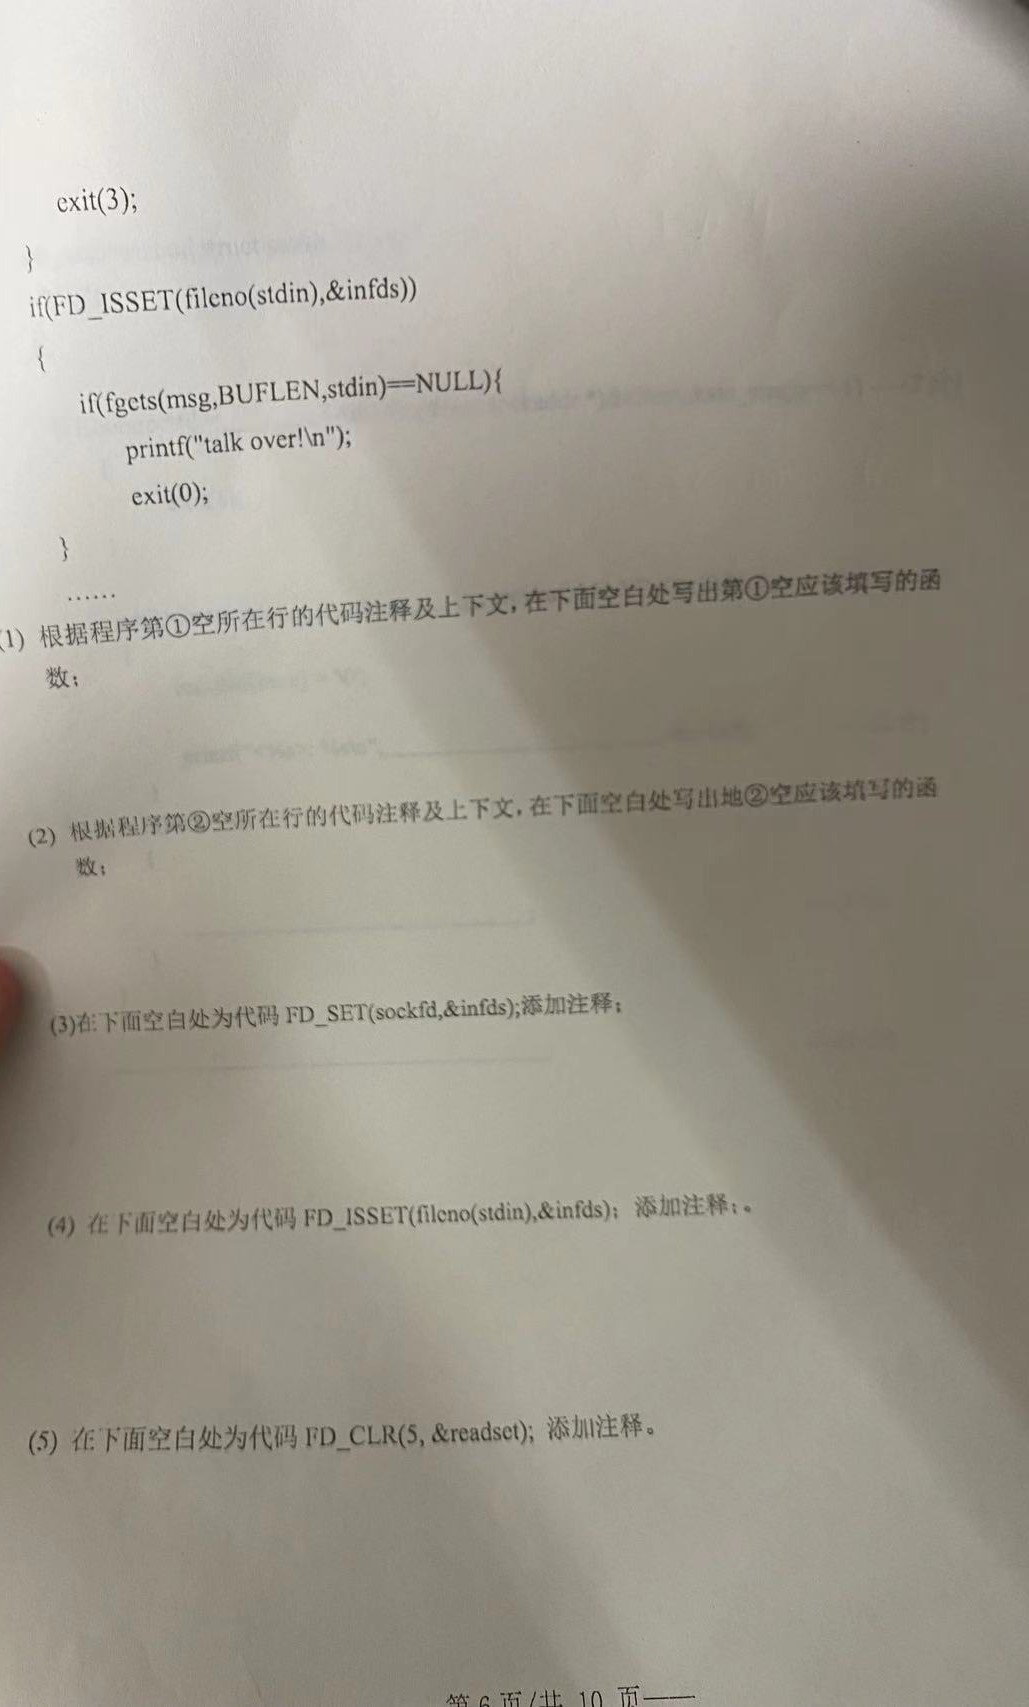 exit(3);
}
if(FD_ISSET(fileno(stdin),&infds))
{
if(fgets(msg,BUFLEN,stdin)==NULL){
printf("talk over!\n");
exit(0);
}
……
(1) 根据程序第①空所在行的代码注释及上下文,在下面空白处写出第①空应该填写的函
数;
(2) 根据程序第②空所在行的代码注释及上下文,在下面空白处写出地②空应该填写的函
数;
(3)在下面空白处为代码 FD_SET(sockfd,&infds);添加注释;
(4) 在下面空白处为代码 FD_ISSET(fileno(stdin),&infds); 添加注释;。
(5) 在下面空白处为代码 FD_CLR(5, &readset); 添加注释。
第 6 页/共 10 页——